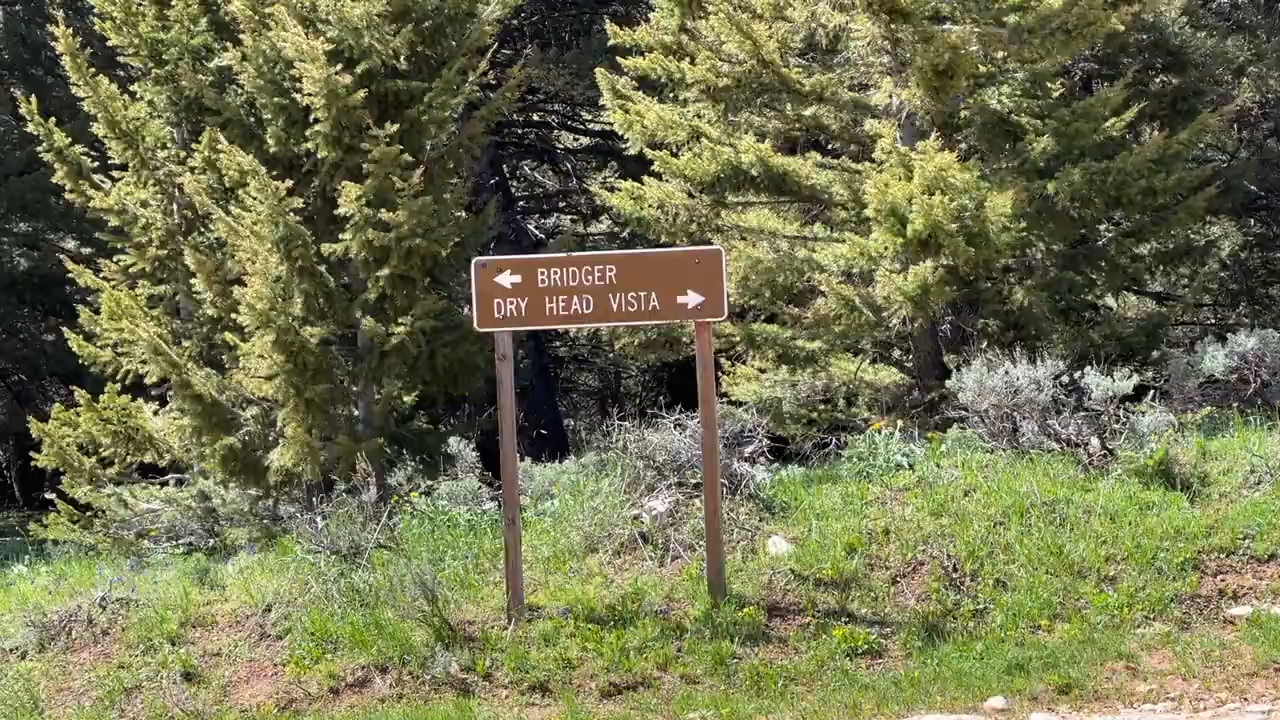 ← BRIDGER
DRY HEAD VISTA →